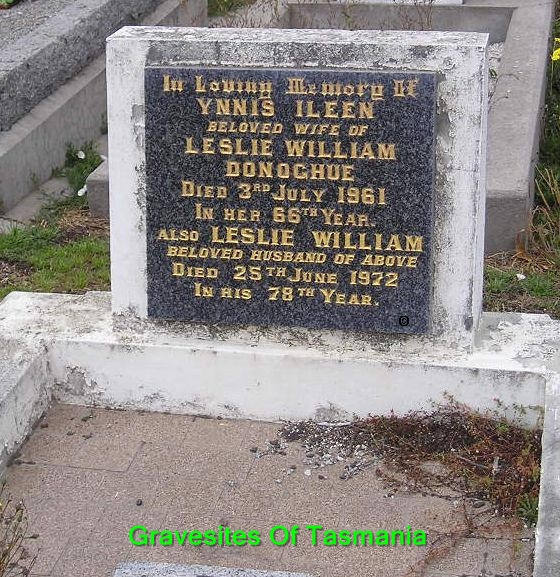 In Loving Memory Of
YNNIS ILEEN
BELOVED WIFE OF
LESLIE WILLIAM
DONOGHUE
DIED 3RD JULY 1961
IN HER 66TH YEAR.
ALSO LESLIE WILLIAM
BELOVED HUSBAND OF ABOVE
DIED 25TH JUNE 1972
IN HIS 78TH YEAR.
Gravesites Of Tasmania